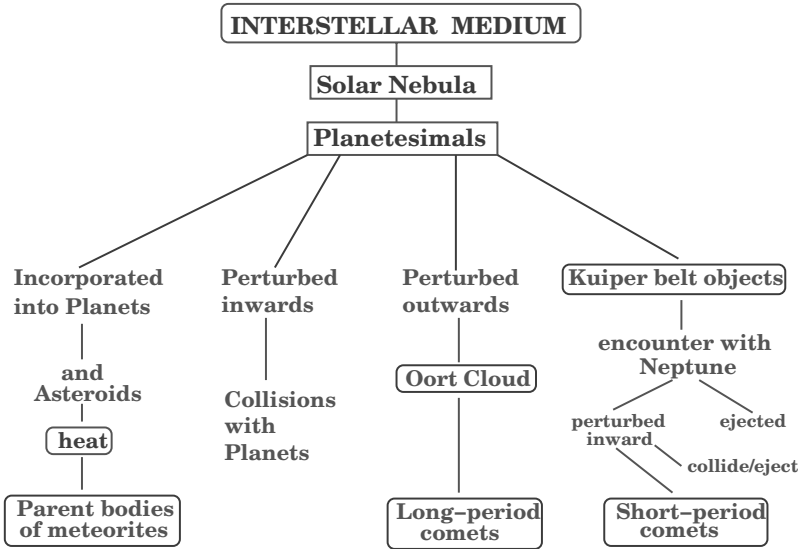 INTERSTELLAR MEDIUM
Solar Nebula
Planetesimals
Incorporated
into Planets
and
Asteroids
heat
Parent bodies
of meteorites
Perturbed
inwards
Collisions
with
Planets
Perturbed
outwards
Oort Cloud
Long–period
comets
Kuiper belt objects
encounter with
Neptune
perturbed
inward
ejected
collide/eject
Short–period
comets